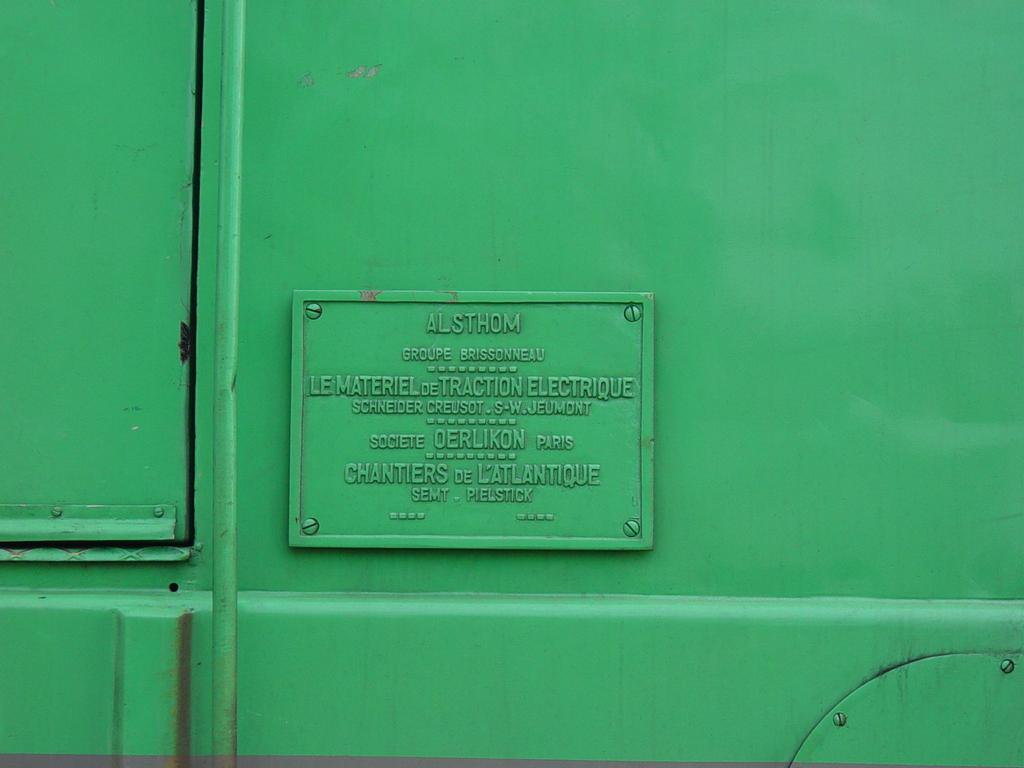 ALSTHOM
GROUPE BRISSONNEAU
LE MATERIEL DE TRACTION ELECTRIQUE
SCHNEIDER CREUSOT. S-W. JEUMONT
SOCIETE OERLIKON PARIS
CHANTIERS DE L'ATLANTIQUE
SEMT - PIELSTICK